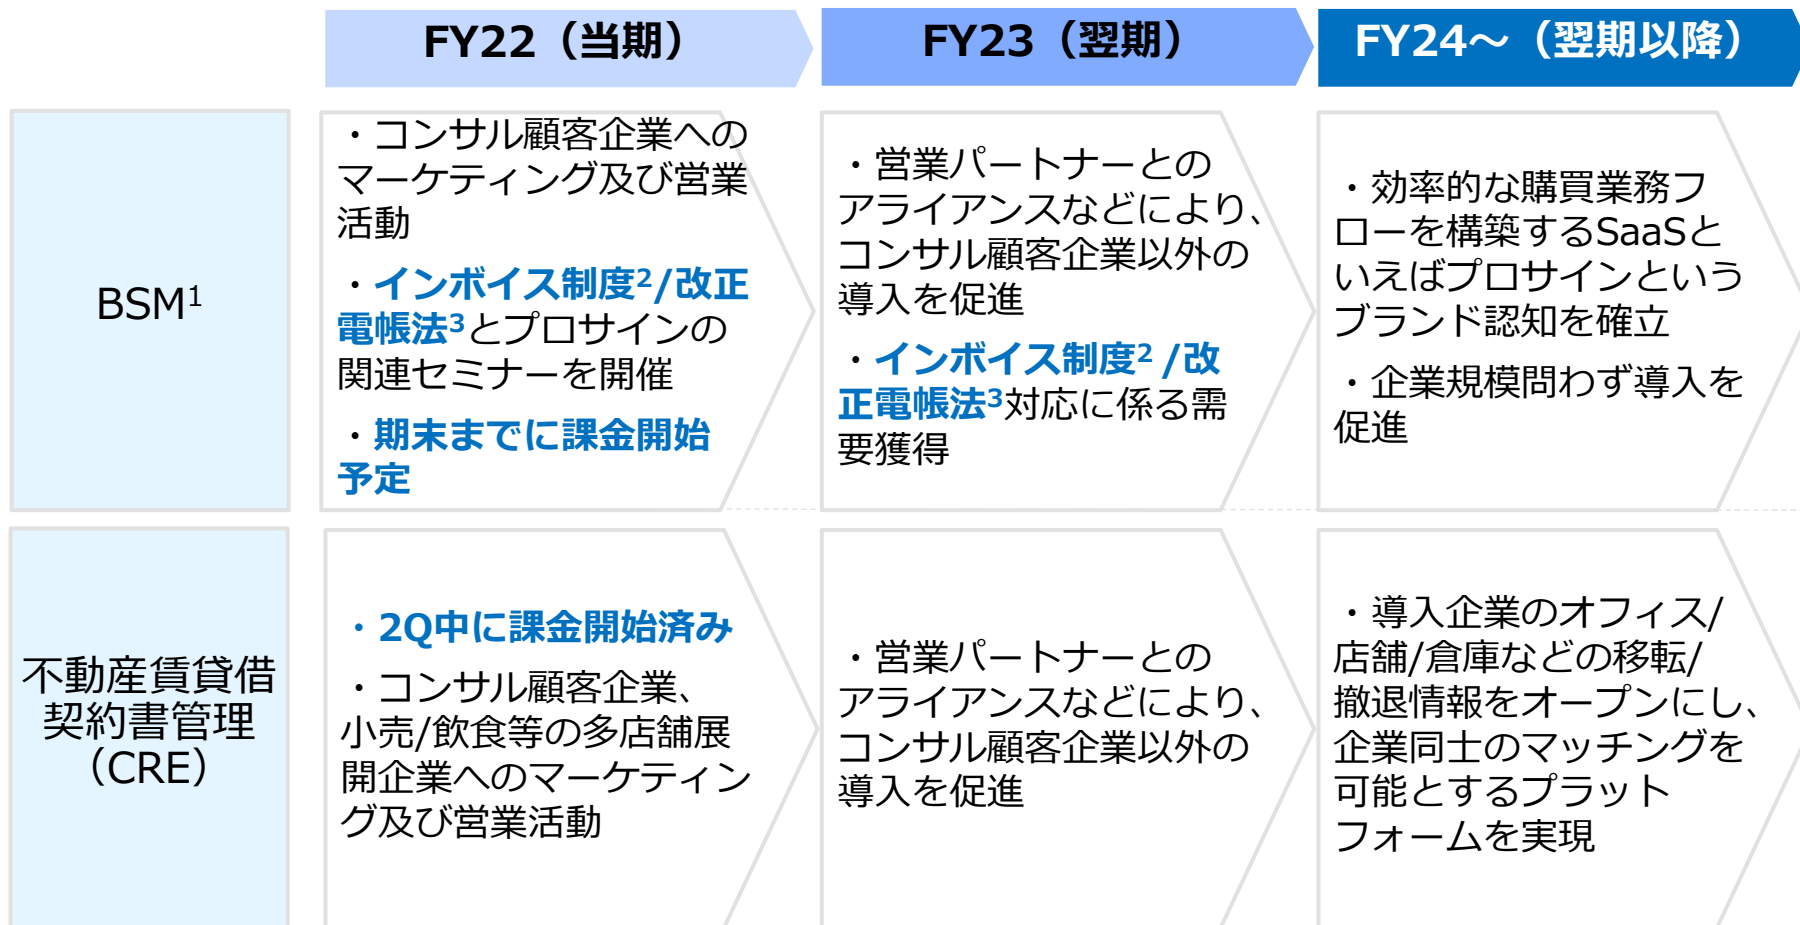 FY22（当期）
FY23（翌期）
FY24～（翌期以降）
BSM¹
・コンサル顧客企業への
マーケティング及び営業
活動
・インボイス制度²/改正
電帳法³とプロサインの
関連セミナーを開催
・期末までに課金開始
予定
・営業パートナーとの
アライアンスなどにより、
コンサル顧客企業以外の
導入を促進
・インボイス制度² /改
正電帳法³対応に係る需
要獲得
・効率的な購買業務フ
ローを構築するSaaSと
いえばプロサインという
ブランド認知を確立
・企業規模問わず導入を
促進
不動産賃貸借
契約書管理
（CRE）
・2Q中に課金開始済み
・コンサル顧客企業、
小売/飲食等の多店舗展
開企業へのマーケティン
グ及び営業活動
・営業パートナーとの
アライアンスなどにより、
コンサル顧客企業以外の
導入を促進
・導入企業のオフィス/
店舗/倉庫などの移転/
撤退情報をオープンにし、
企業同士のマッチングを
可能とするプラット
フォームを実現